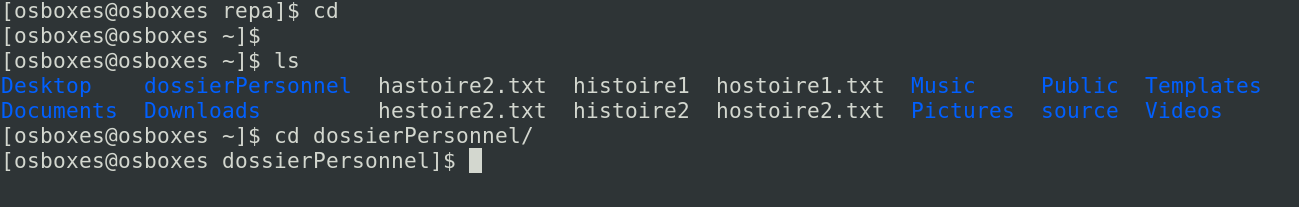 [osboxes@osboxes repa]$ cd
[osboxes@osboxes ~]$
[osboxes@osboxes ~]$ ls
Desktop    dossierPersonnel  hastoire2.txt  histoire1  hostoire1.txt  Music     Public  Templates
Documents  Downloads         hestoire2.txt  histoire2  hostoire2.txt  Pictures  source  Videos
[osboxes@osboxes ~]$ cd dossierPersonnel/
[osboxes@osboxes dossierPersonnel]$